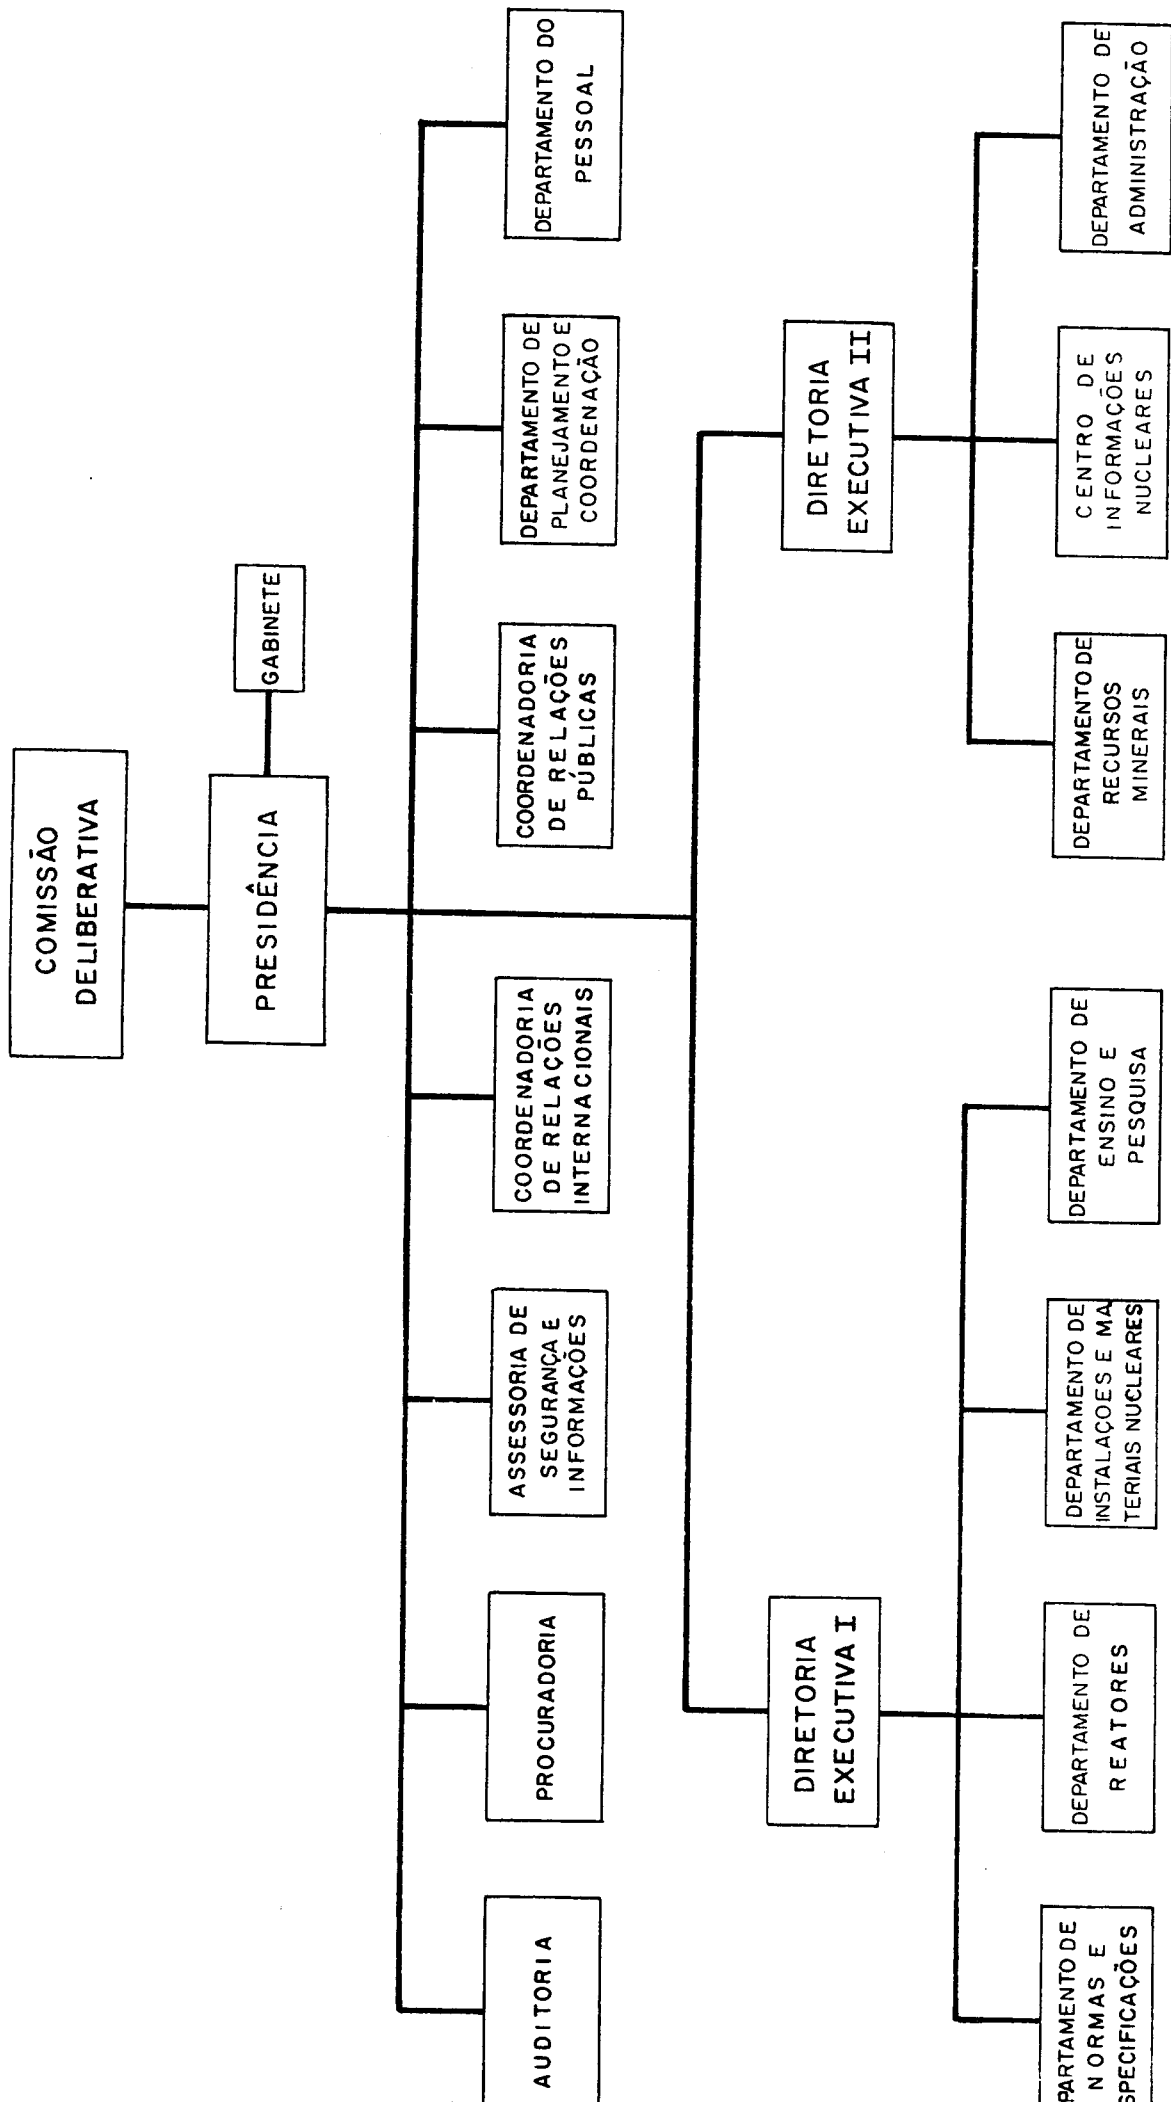 COMISSÃO
DELIBERATIVA
PRESIDÊNCIA
GABINETE
AUDITORIA
PROCURADORIA
ASSESSORIA DE
SEGURANÇA E
INFORMAÇÕES
COORDENADORIA
DE RELAÇÕES
INTERNACIONAIS
COORDENADORIA
DE RELAÇÕES
PÚBLICAS
DEPARTAMENTO DE
PLANEJAMENTO E
COORDENAÇÃO
DEPARTAMENTO DO
PESSOAL
DIRETORIA
EXECUTIVA I
DIRETORIA
EXECUTIVA II
PARTAMENTO DE
NORMAS E
SPECIFICAÇÕES
DEPARTAMENTO DE
REATORES
DEPARTAMENTO DE
INSTALAÇOES E MA
TERIAIS NUCLEARES
DEPARTAMENTO DE
ENSINO E
PESQUISA
DEPARTAMENTO DE
RECURSOS
MINERAIS
CENTRO DE
INFORMAÇÕES
NUCLEARES
DEPARTAMENTO DE
ADMINISTRAÇÃO